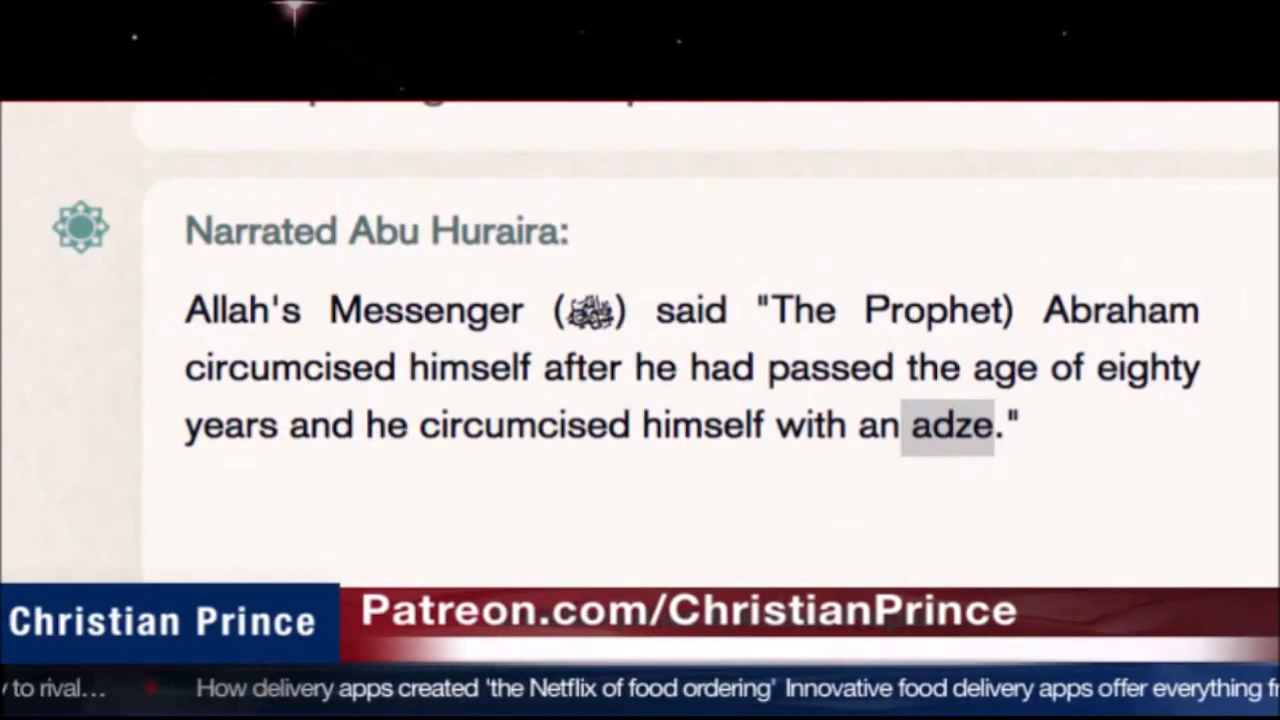 Narrated Abu Huraira:
Allah's Messenger (ﷺ) said "The Prophet) Abraham
circumcised himself after he had passed the age of eighty
years and he circumcised himself with an adze."
Christian Prince
Patreon.com/ChristianPrince
to rival... How delivery apps created 'the Netflix of food ordering' Innovative food delivery apps offer everything